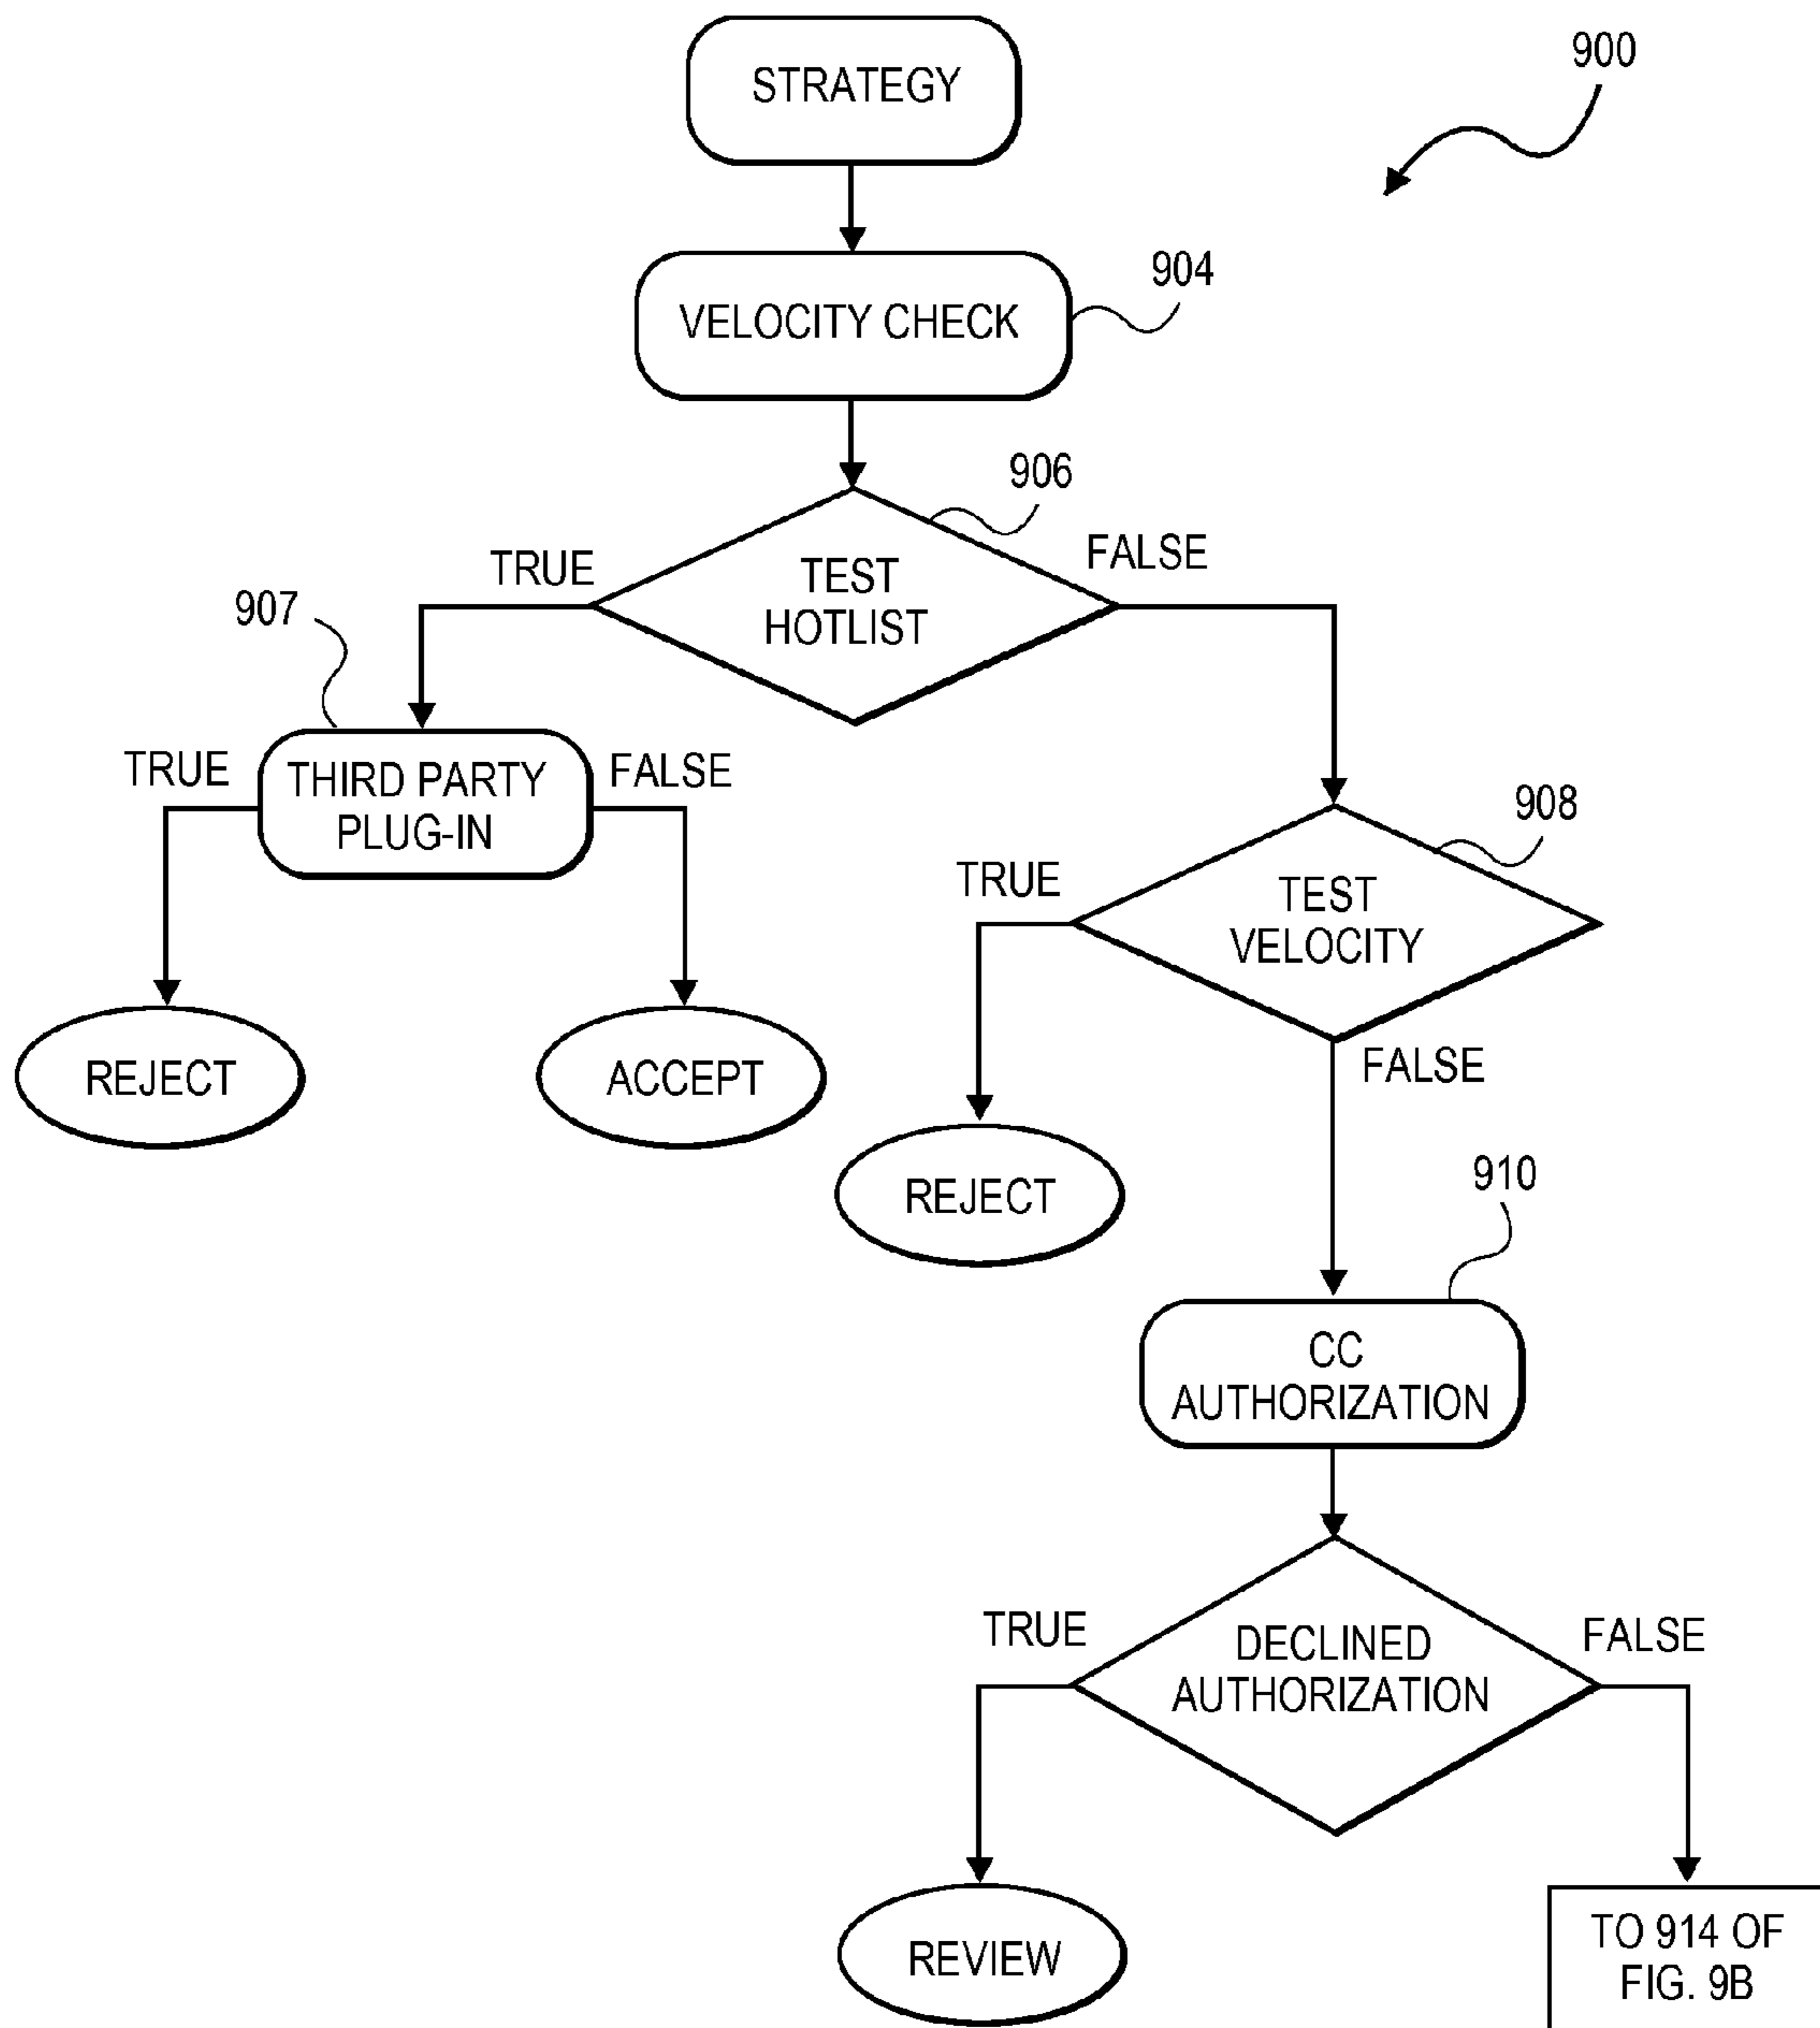 STRATEGY
900
VELOCITY CHECK
904
906
TRUE
TEST
HOTLIST
FALSE
907
TRUE
THIRD PARTY
PLUG-IN
FALSE
908
TRUE
TEST
VELOCITY
FALSE
REJECT
ACCEPT
REJECT
910
CC
AUTHORIZATION
TRUE
DECLINED
AUTHORIZATION
FALSE
REVIEW
TO 914 OF
FIG. 9B